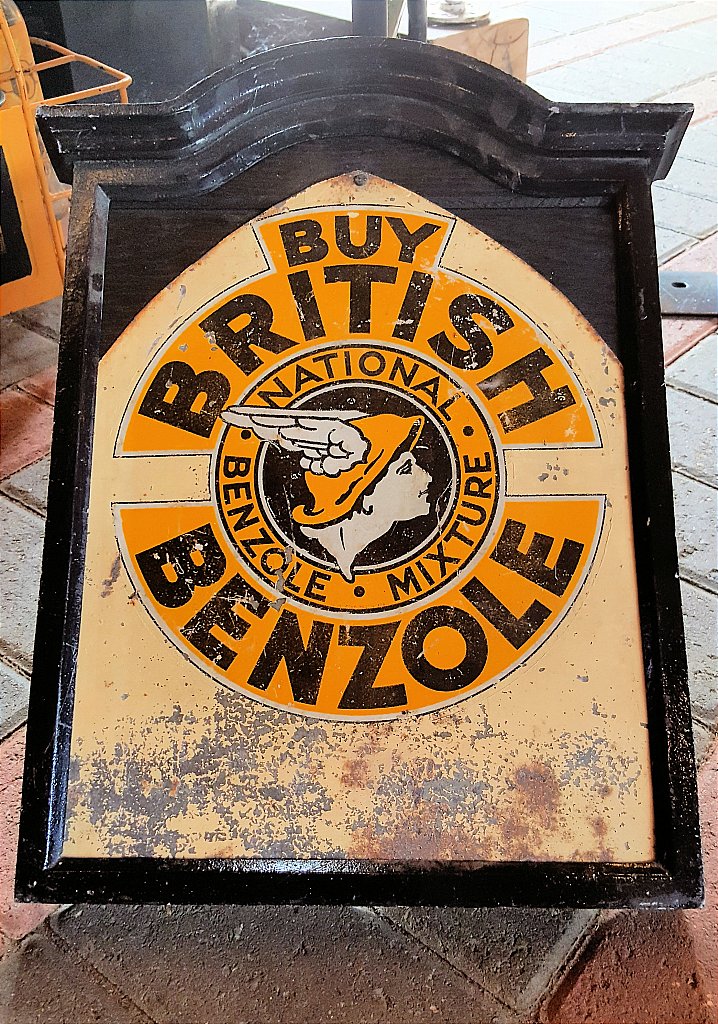 BUY
BRITISH
NATIONAL
BENZOLE • MIXTURE
BENZOLE